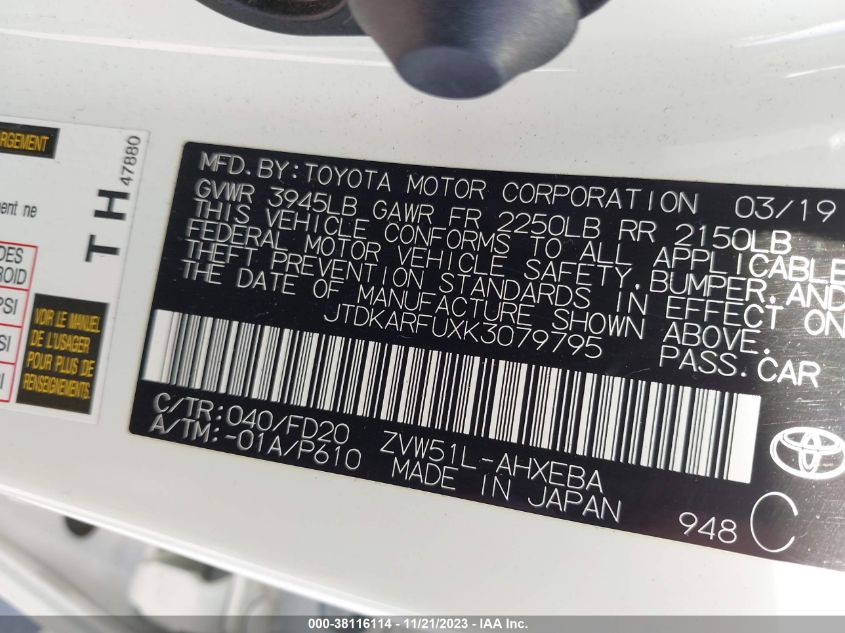 ARGEMENT
ent ne
DES
ROID
PSI
SI
I
VOIR LE MANUEL
DE L'USAGER
POUR PLUS DE
RENSEIGNEMENTS.
TH
47880
MFD.BY:TOYOTA MOTOR CORPORATION 03/19
GVWR 3945LB GAWR FR 2250LB RR 2150LB
THIS VEHICLE CONFORMS TO ALL APPLICABLE
FEDERAL MOTOR VEHICLE SAFETY,BUMPER,AND
THEFT PREVENTION STANDARDS IN EFFECT ON
THE DATE OF MANUFACTURE SHOWN ABOVE.
JTDKARFUXK3079795 PASS.CAR
C/TR:040/FD20 ZVW51L-AHXEBA
A/TM:-01A/P610 MADE IN JAPAN
948 C
000-38116114 - 11/21/2023 - IAA Inc.